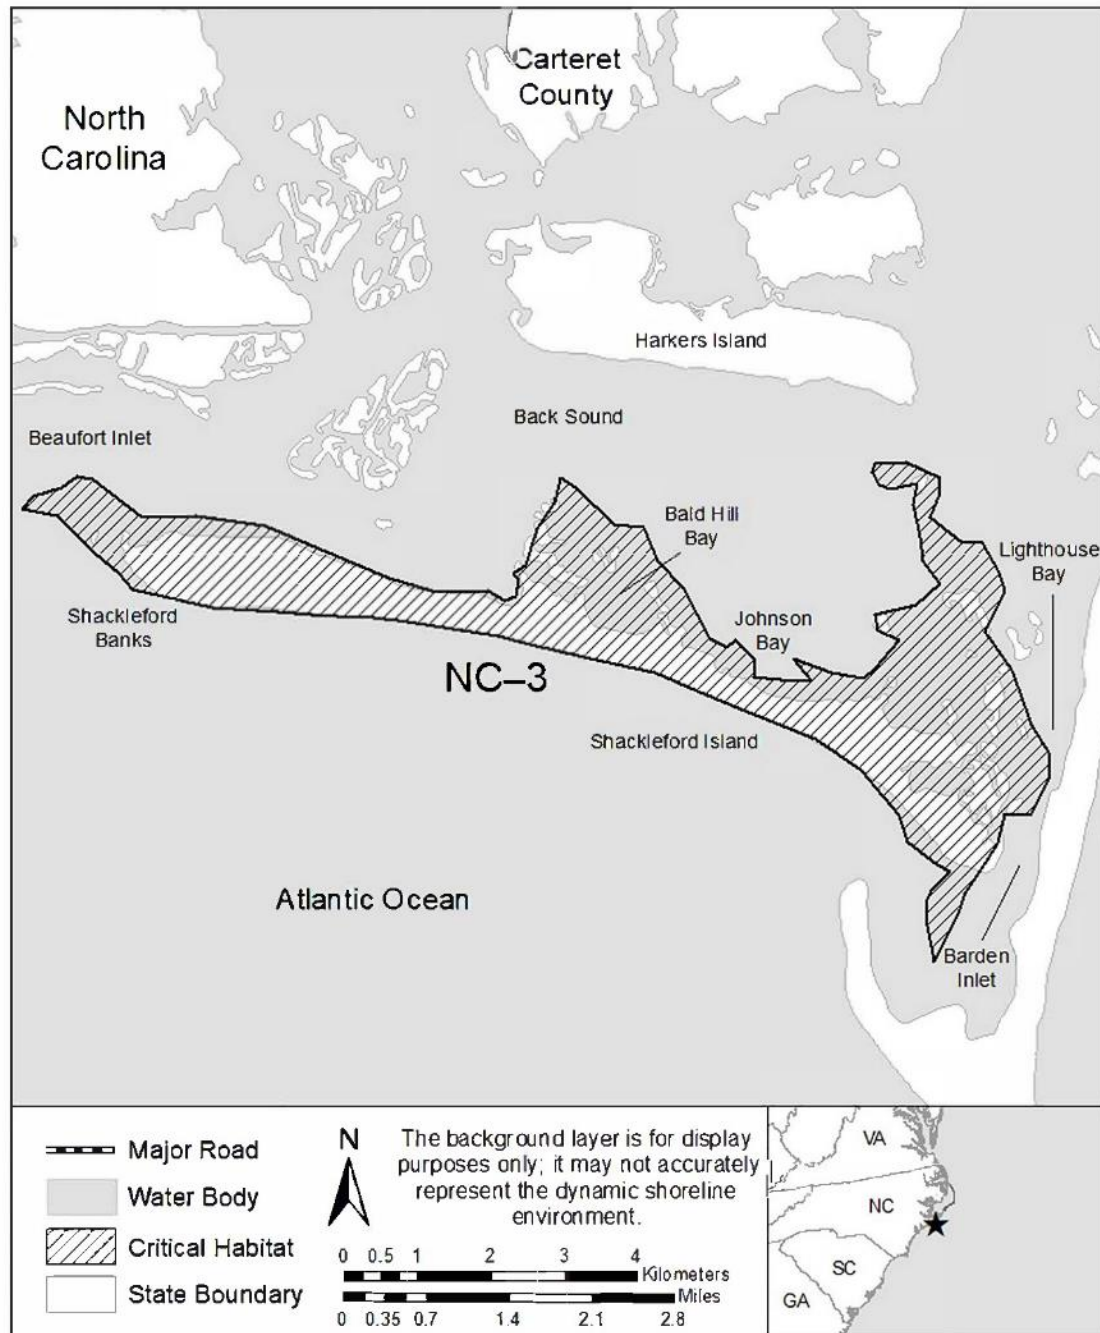 North
Carolina
Carteret
County
Harkers Island
Back Sound
Beaufort Inlet
Bald Hill
Bay
Lighthouse
Bay
Shackleford
Banks
Johnson
Bay
NC–3
Shackleford Island
Atlantic Ocean
Barden
Inlet
Major Road
Water Body
Critical Habitat
State Boundary
N
The background layer is for display
purposes only; it may not accurately
represent the dynamic shoreline
environment.
0 0.5 1 2 3 4
Kilometers
Miles
0 0.35 0.7 1.4 2.1 2.8
VA
NC
SC
GA